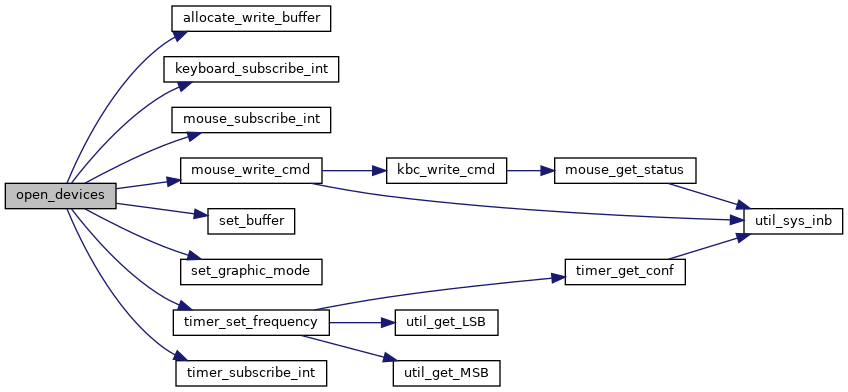 allocate_write_buffer
keyboard_subscribe_int
mouse_subscribe_int
mouse_write_cmd
kbc_write_cmd
mouse_get_status
open_devices
set_buffer
util_sys_inb
set_graphic_mode
timer_get_conf
timer_set_frequency
util_get_LSB
timer_subscribe_int
util_get_MSB